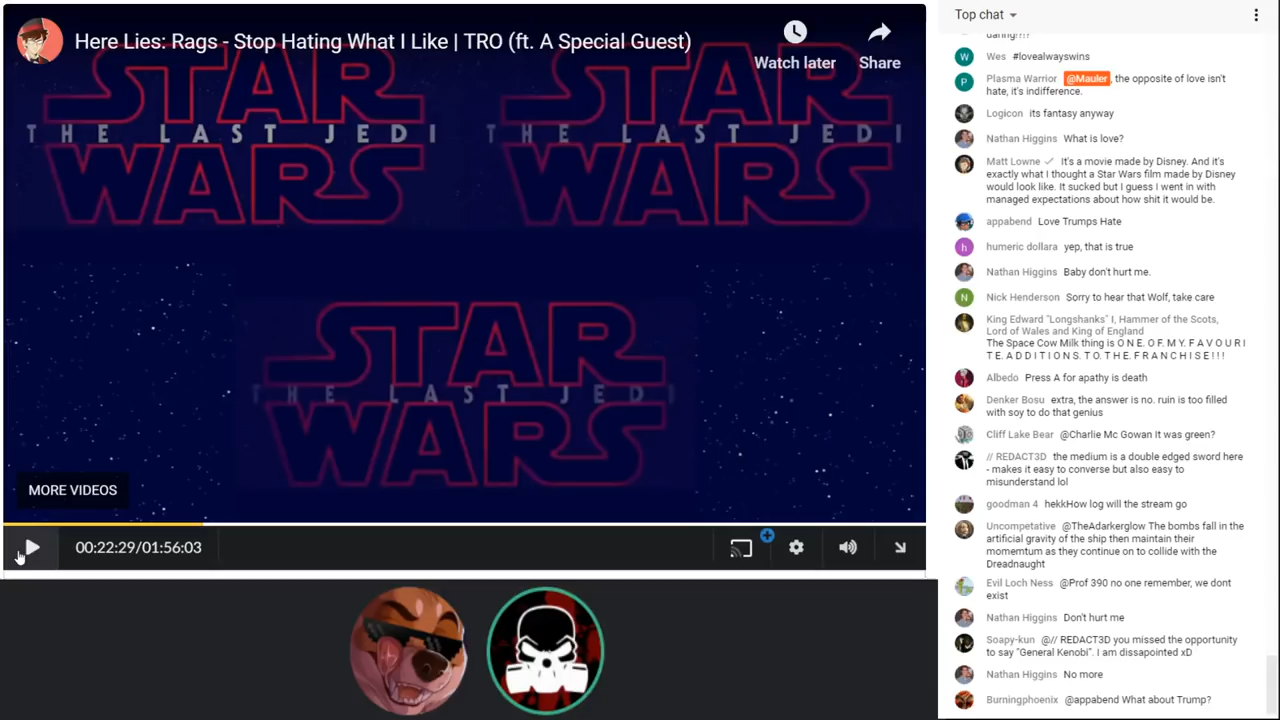 Here Lies: Rags - Stop Hating What I Like | TRO (ft. A Special Guest)
Watch later
Share
STAR
THE LAST JEDI
WARS
STAR
THE LAST JEDI
WARS
STAR
THE LAST JEDI
WARS
MORE VIDEOS
00:22:29/01:56:03
Top chat
daring!?!?
Wes #lovealwayswins
Plasma Warrior @Mauler, the opposite of love isn't
hate, it's indifference.
Logicon its fantasy anyway
Nathan Higgins What is love?
Matt Lowne It's a movie made by Disney. And it's
exactly what I thought a Star Wars film made by Disney
would look like. It sucked but I guess I went in with
managed expectations about how shit it would be.
appabend Love Trumps Hate
h humeric dollara yep, that is true
Nathan Higgins Baby don't hurt me.
N Nick Henderson Sorry to hear that Wolf, take care
King Edward "Longshanks" I, Hammer of the Scots,
Lord of Wales and King of England
The Space Cow Milk thing is O N E. O F. M Y. F A V O U R I
T E. A D D I T I O N S. T O. T H E. F R A N C H I S E ! ! !
Albedo Press A for apathy is death
Denker Bosu extra, the answer is no. ruin is too filled
with soy to do that genius
Cliff Lake Bear @Charlie Mc Gowan It was green?
// REDACT3D the medium is a double edged sword here
- makes it easy to converse but also easy to
misunderstand lol
goodman 4 hekkHow log will the stream go
Uncompetative @TheAdarkerglow The bombs fall in the
artificial gravity of the ship then maintain their
momemtum as they continue on to collide with the
Dreadnaught
Evil Loch Ness @Prof 390 no one remember, we dont
exist
Nathan Higgins Don't hurt me
Soapy-kun @// REDACT3D you missed the opportunity
to say "General Kenobi". I am dissapointed xD
Nathan Higgins No more
Burningphoenix @appabend What about Trump?